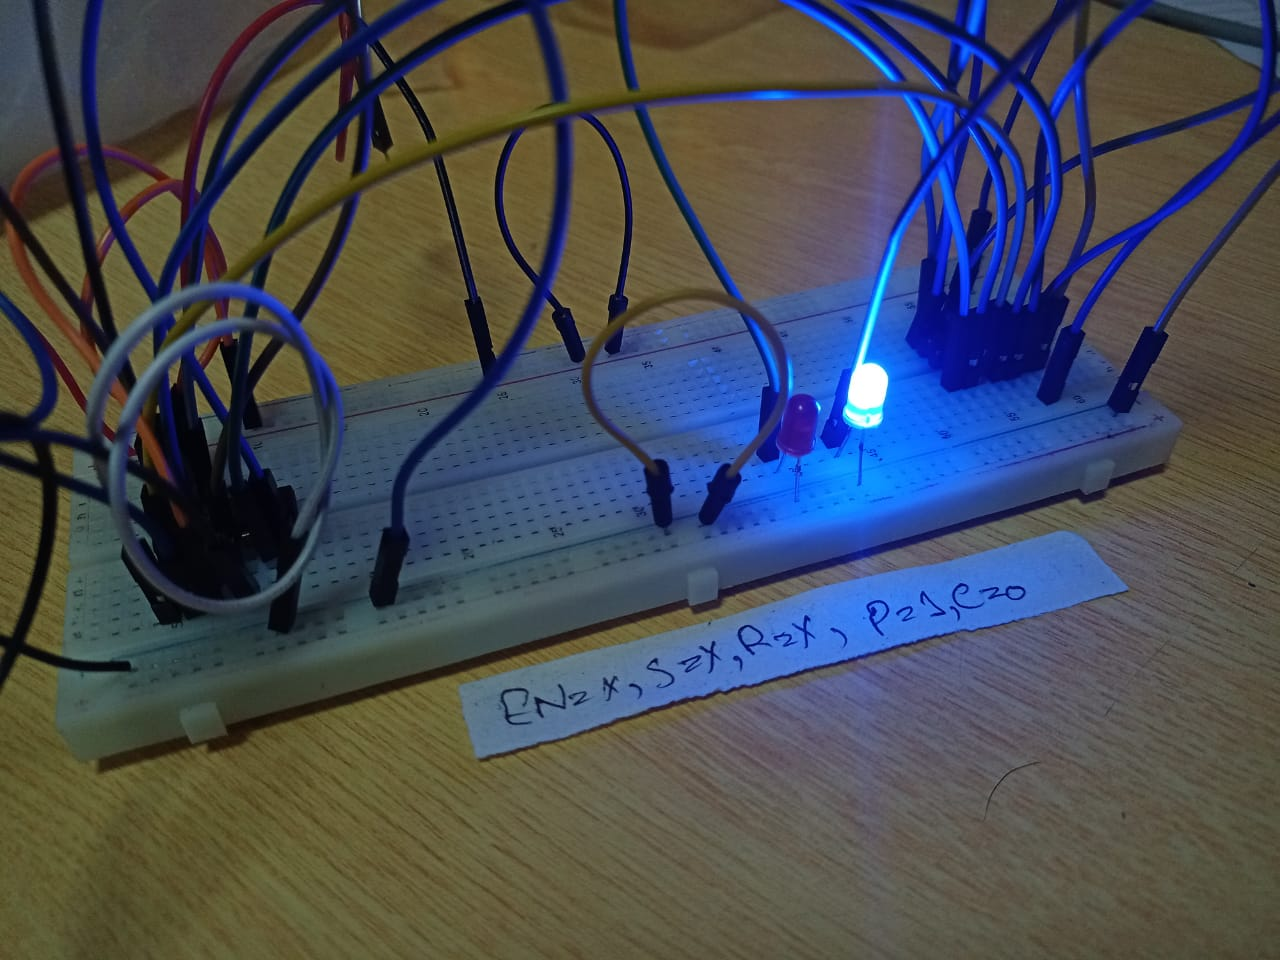 EN=X, S=X, R=X, P=1, C=0